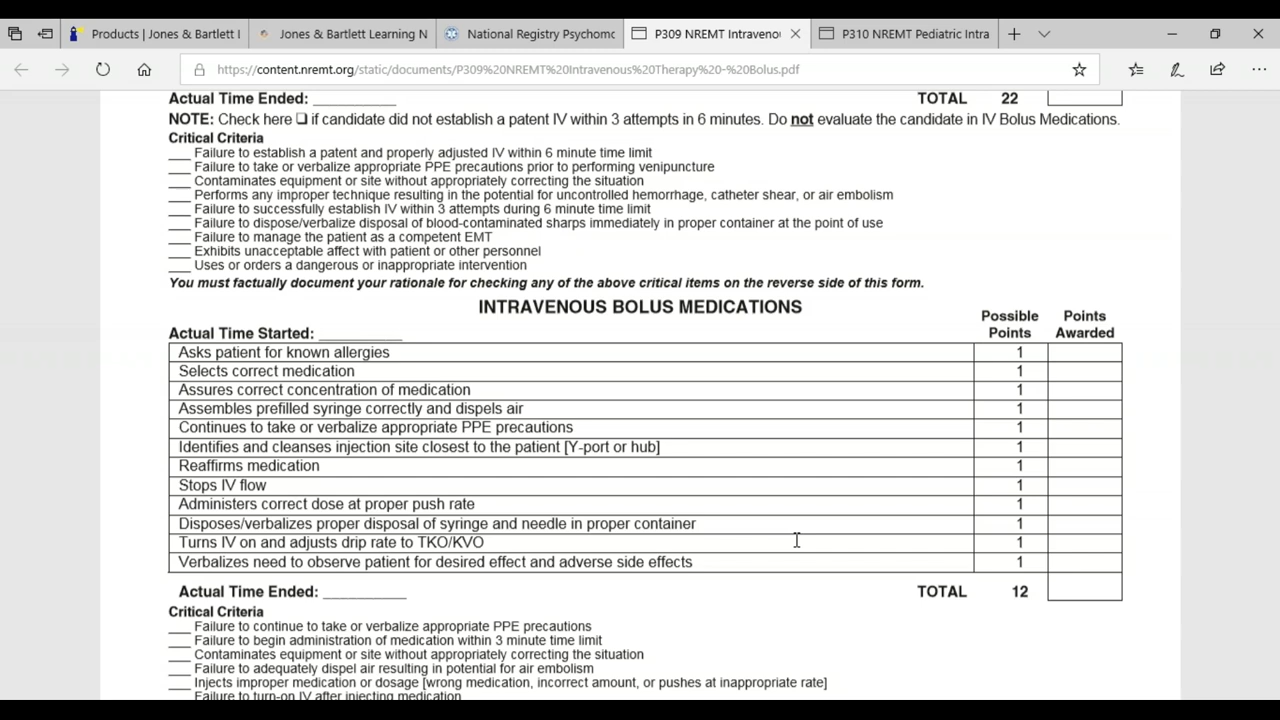 Products | Jones & Bartlett l
Jones & Bartlett Learning N
National Registry Psychomo
P309 NREMT Intraveno
P310 NREMT Pediatric Intra
https://content.nremt.org/static/documents/P309%20NREMT%20Intravenous%20Therapy%20-%20Bolus.pdf
Actual Time Ended: __________ TOTAL 22
NOTE: Check here ❏ if candidate did not establish a patent IV within 3 attempts in 6 minutes. Do not evaluate the candidate in IV Bolus Medications.
Critical Criteria
___ Failure to establish a patent and properly adjusted IV within 6 minute time limit
___ Failure to take or verbalize appropriate PPE precautions prior to performing venipuncture
___ Contaminates equipment or site without appropriately correcting the situation
___ Performs any improper technique resulting in the potential for uncontrolled hemorrhage, catheter shear, or air embolism
___ Failure to successfully establish IV within 3 attempts during 6 minute time limit
___ Failure to dispose/verbalize disposal of blood-contaminated sharps immediately in proper container at the point of use
___ Failure to manage the patient as a competent EMT
___ Exhibits unacceptable affect with patient or other personnel
___ Uses or orders a dangerous or inappropriate intervention
You must factually document your rationale for checking any of the above critical items on the reverse side of this form.
INTRAVENOUS BOLUS MEDICATIONS
Possible Points
Points Awarded
Actual Time Started: __________
Asks patient for known allergies 1
Selects correct medication 1
Assures correct concentration of medication 1
Assembles prefilled syringe correctly and dispels air 1
Continues to take or verbalize appropriate PPE precautions 1
Identifies and cleanses injection site closest to the patient [Y-port or hub] 1
Reaffirms medication 1
Stops IV flow 1
Administers correct dose at proper push rate 1
Disposes/verbalizes proper disposal of syringe and needle in proper container 1
Turns IV on and adjusts drip rate to TKO/KVO 1
Verbalizes need to observe patient for desired effect and adverse side effects 1
Actual Time Ended: __________ TOTAL 12
Critical Criteria
___ Failure to continue to take or verbalize appropriate PPE precautions
___ Failure to begin administration of medication within 3 minute time limit
___ Contaminates equipment or site without appropriately correcting the situation
___ Failure to adequately dispel air resulting in potential for air embolism
___ Injects improper medication or dosage [wrong medication, incorrect amount, or pushes at inappropriate rate]
___ Failure to turn-on IV after injecting medication